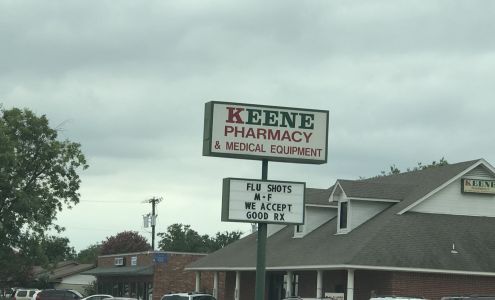 KEENE
PHARMACY
& MEDICAL EQUIPMENT
FLU SHOTS
M-F
WE ACCEPT
GOOD RX
KEENE